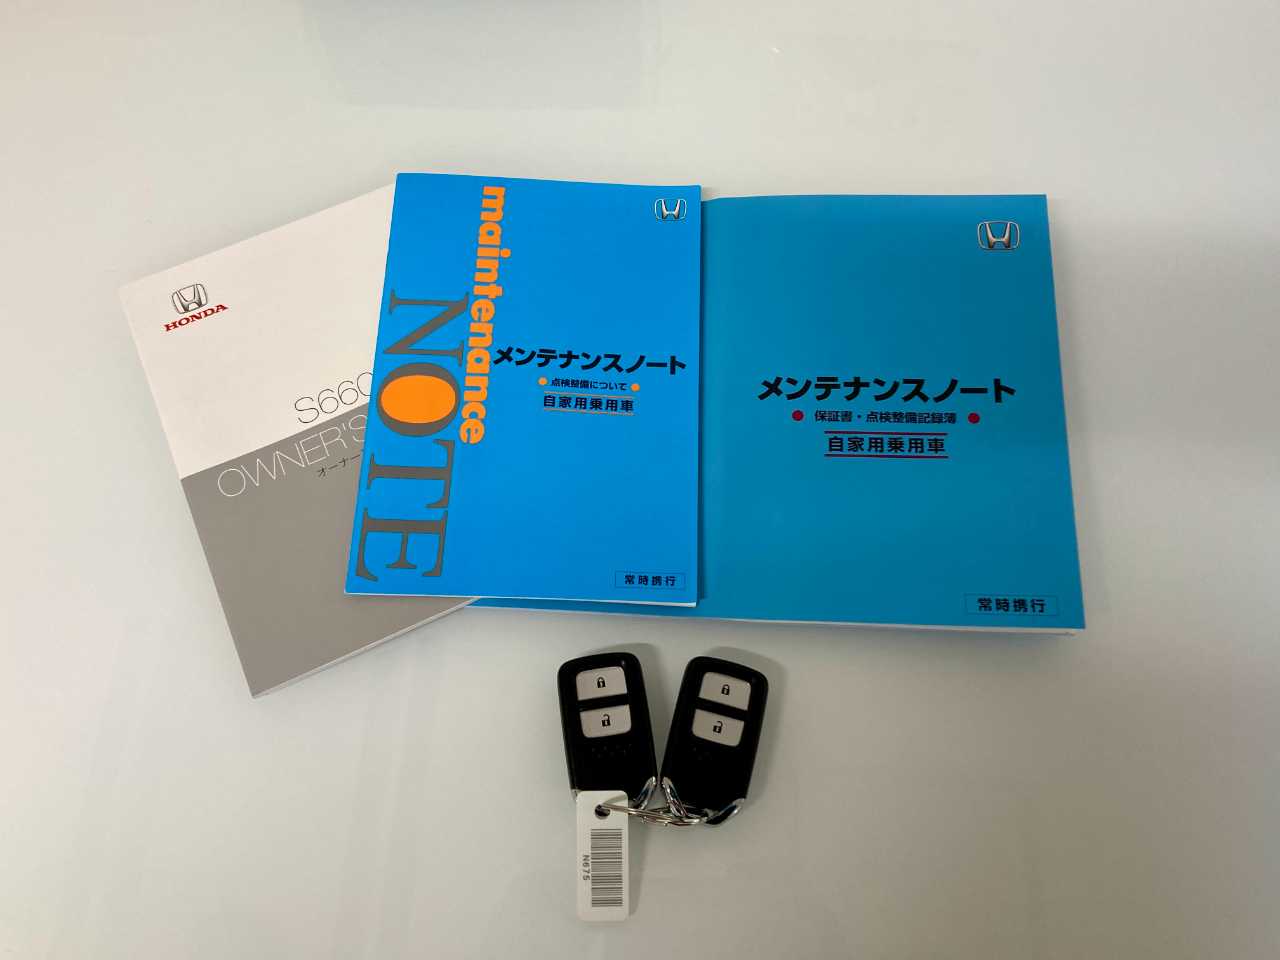 HONDA
S660
OWNER'S
オーナー
maintenance
NOTE
メンテナンスノート
点検整備について
自家用乗用車
常時携行
メンテナンスノート
保証書・点検整備記録簿
自家用乗用車
常時携行
N675